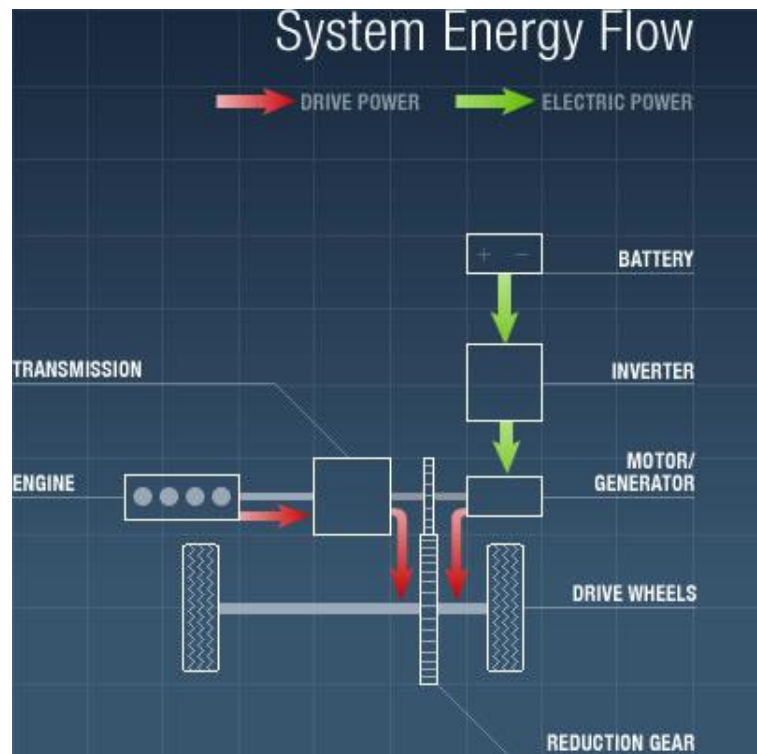 System Energy Flow
DRIVE POWER
ELECTRIC POWER
+ −
BATTERY
TRANSMISSION
INVERTER
ENGINE
MOTOR/
GENERATOR
DRIVE WHEELS
REDUCTION GEAR